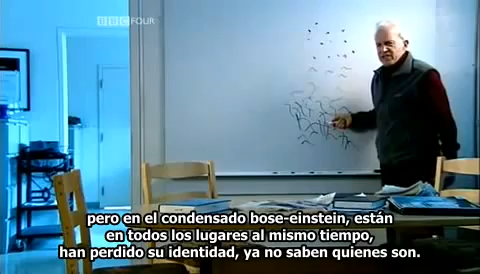 BBC FOUR
pero en el condensado bose-einstein, están
en todos los lugares al mismo tiempo,
han perdido su identidad, ya no saben quienes son.